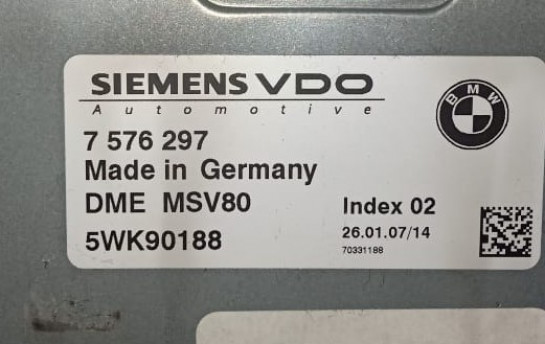 SIEMENS VDO
Automotive
BMW
7 576 297
Made in Germany
DME MSV80
Index 02
5WK90188
26.01.07/14
70331188